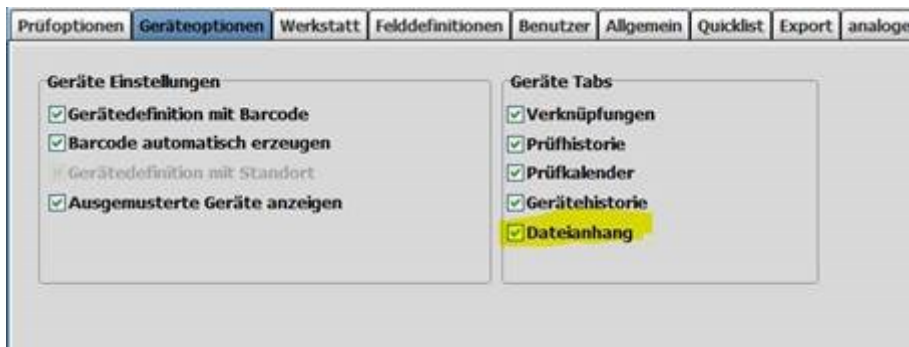 Prüfoptionen Geräteoptionen Werkstatt Felddefinitionen Benutzer Allgemein Quicklist Export analoge
Geräte Einstellungen
Gerätedefinition mit Barcode
Barcode automatisch erzeugen
Gerätedefinition mit Standort
Ausgemusterte Geräte anzeigen
Geräte Tabs
Verknüpfungen
Prüfhistorie
Prüfkalender
Gerätehistorie
Dateianhang